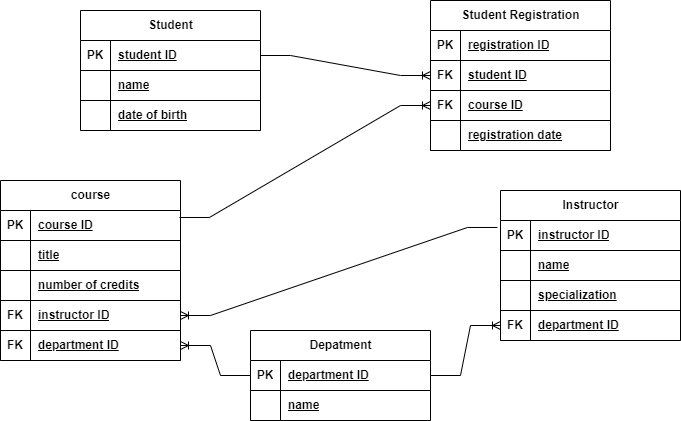 Student
PK student ID
name
date of birth
Student Registration
PK registration ID
FK student ID
FK course ID
registration date
course
PK course ID
title
number of credits
FK instructor ID
FK department ID
Instructor
PK instructor ID
name
specialization
FK department ID
Depatment
PK department ID
name